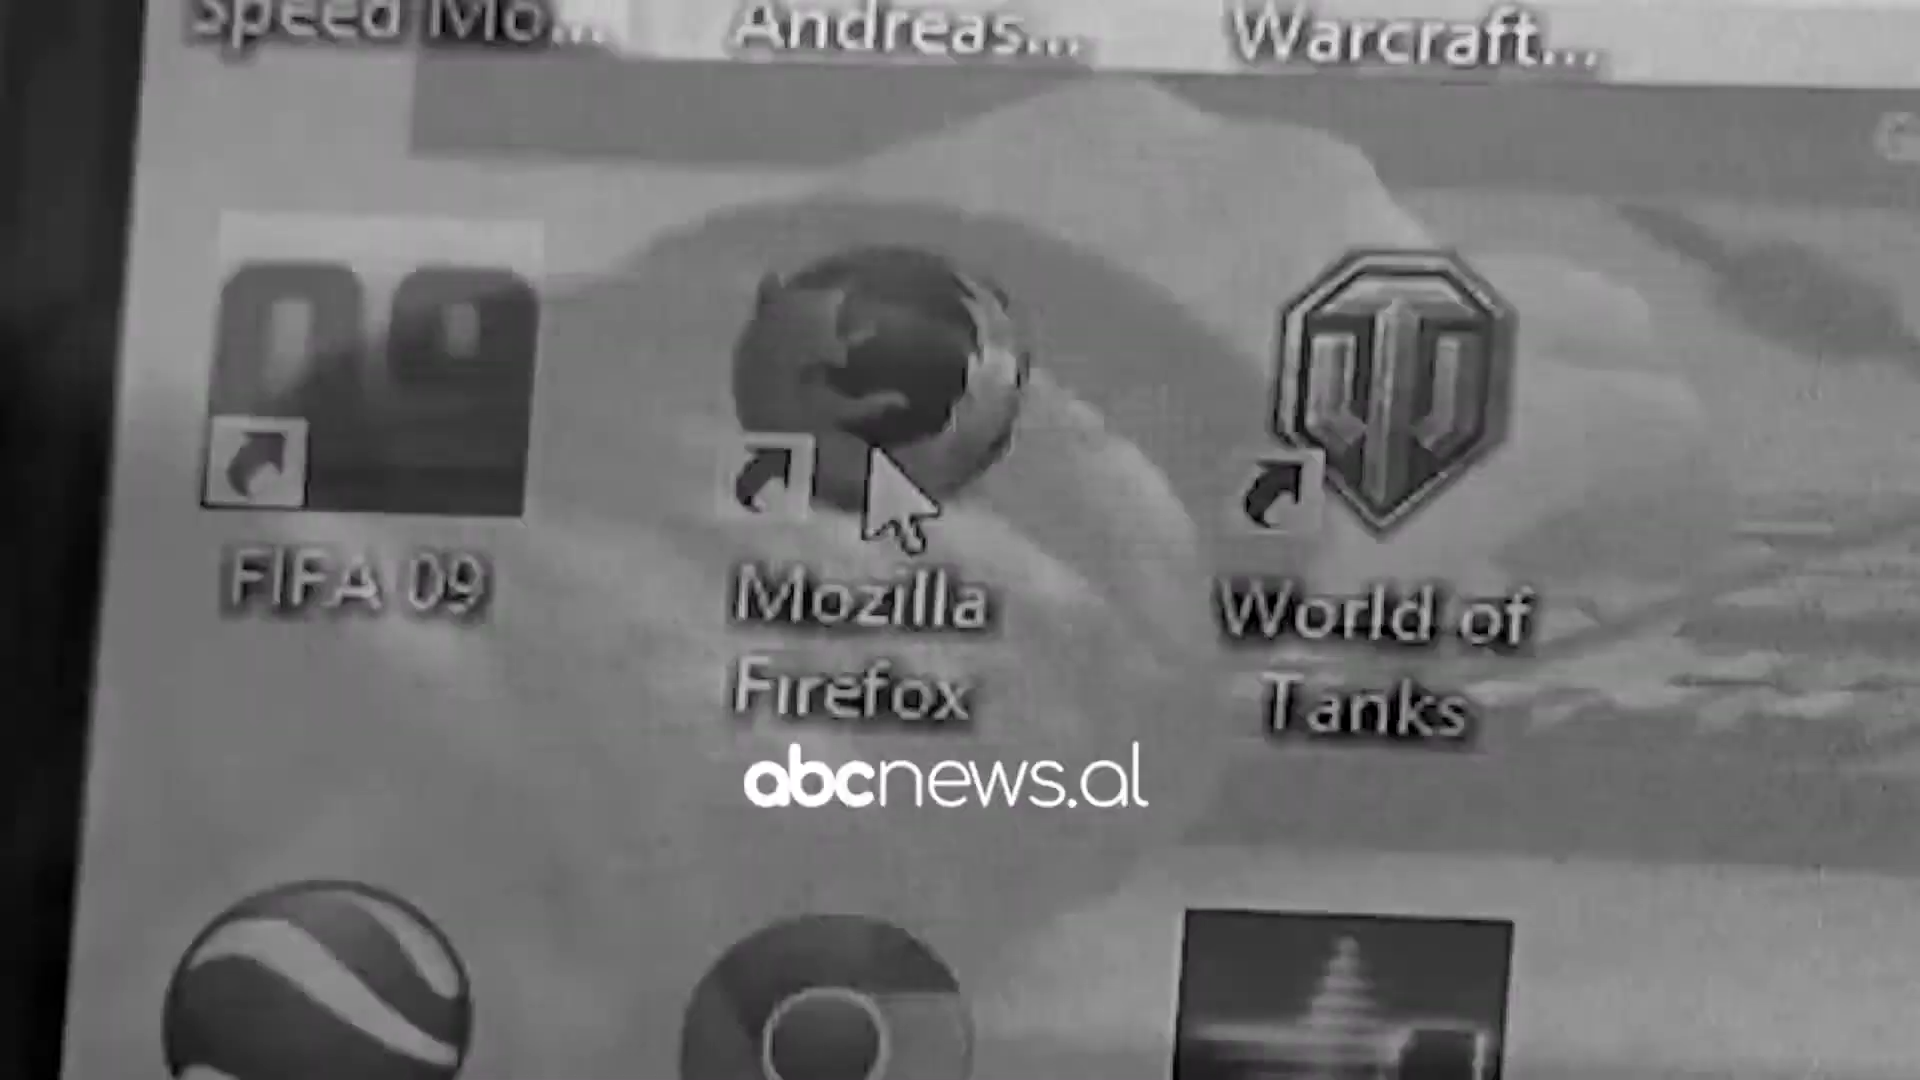 Speed Mo...
Andreas...
Warcraft...
FIFA 09
Mozilla
Firefox
World of
Tanks
abcnews.al